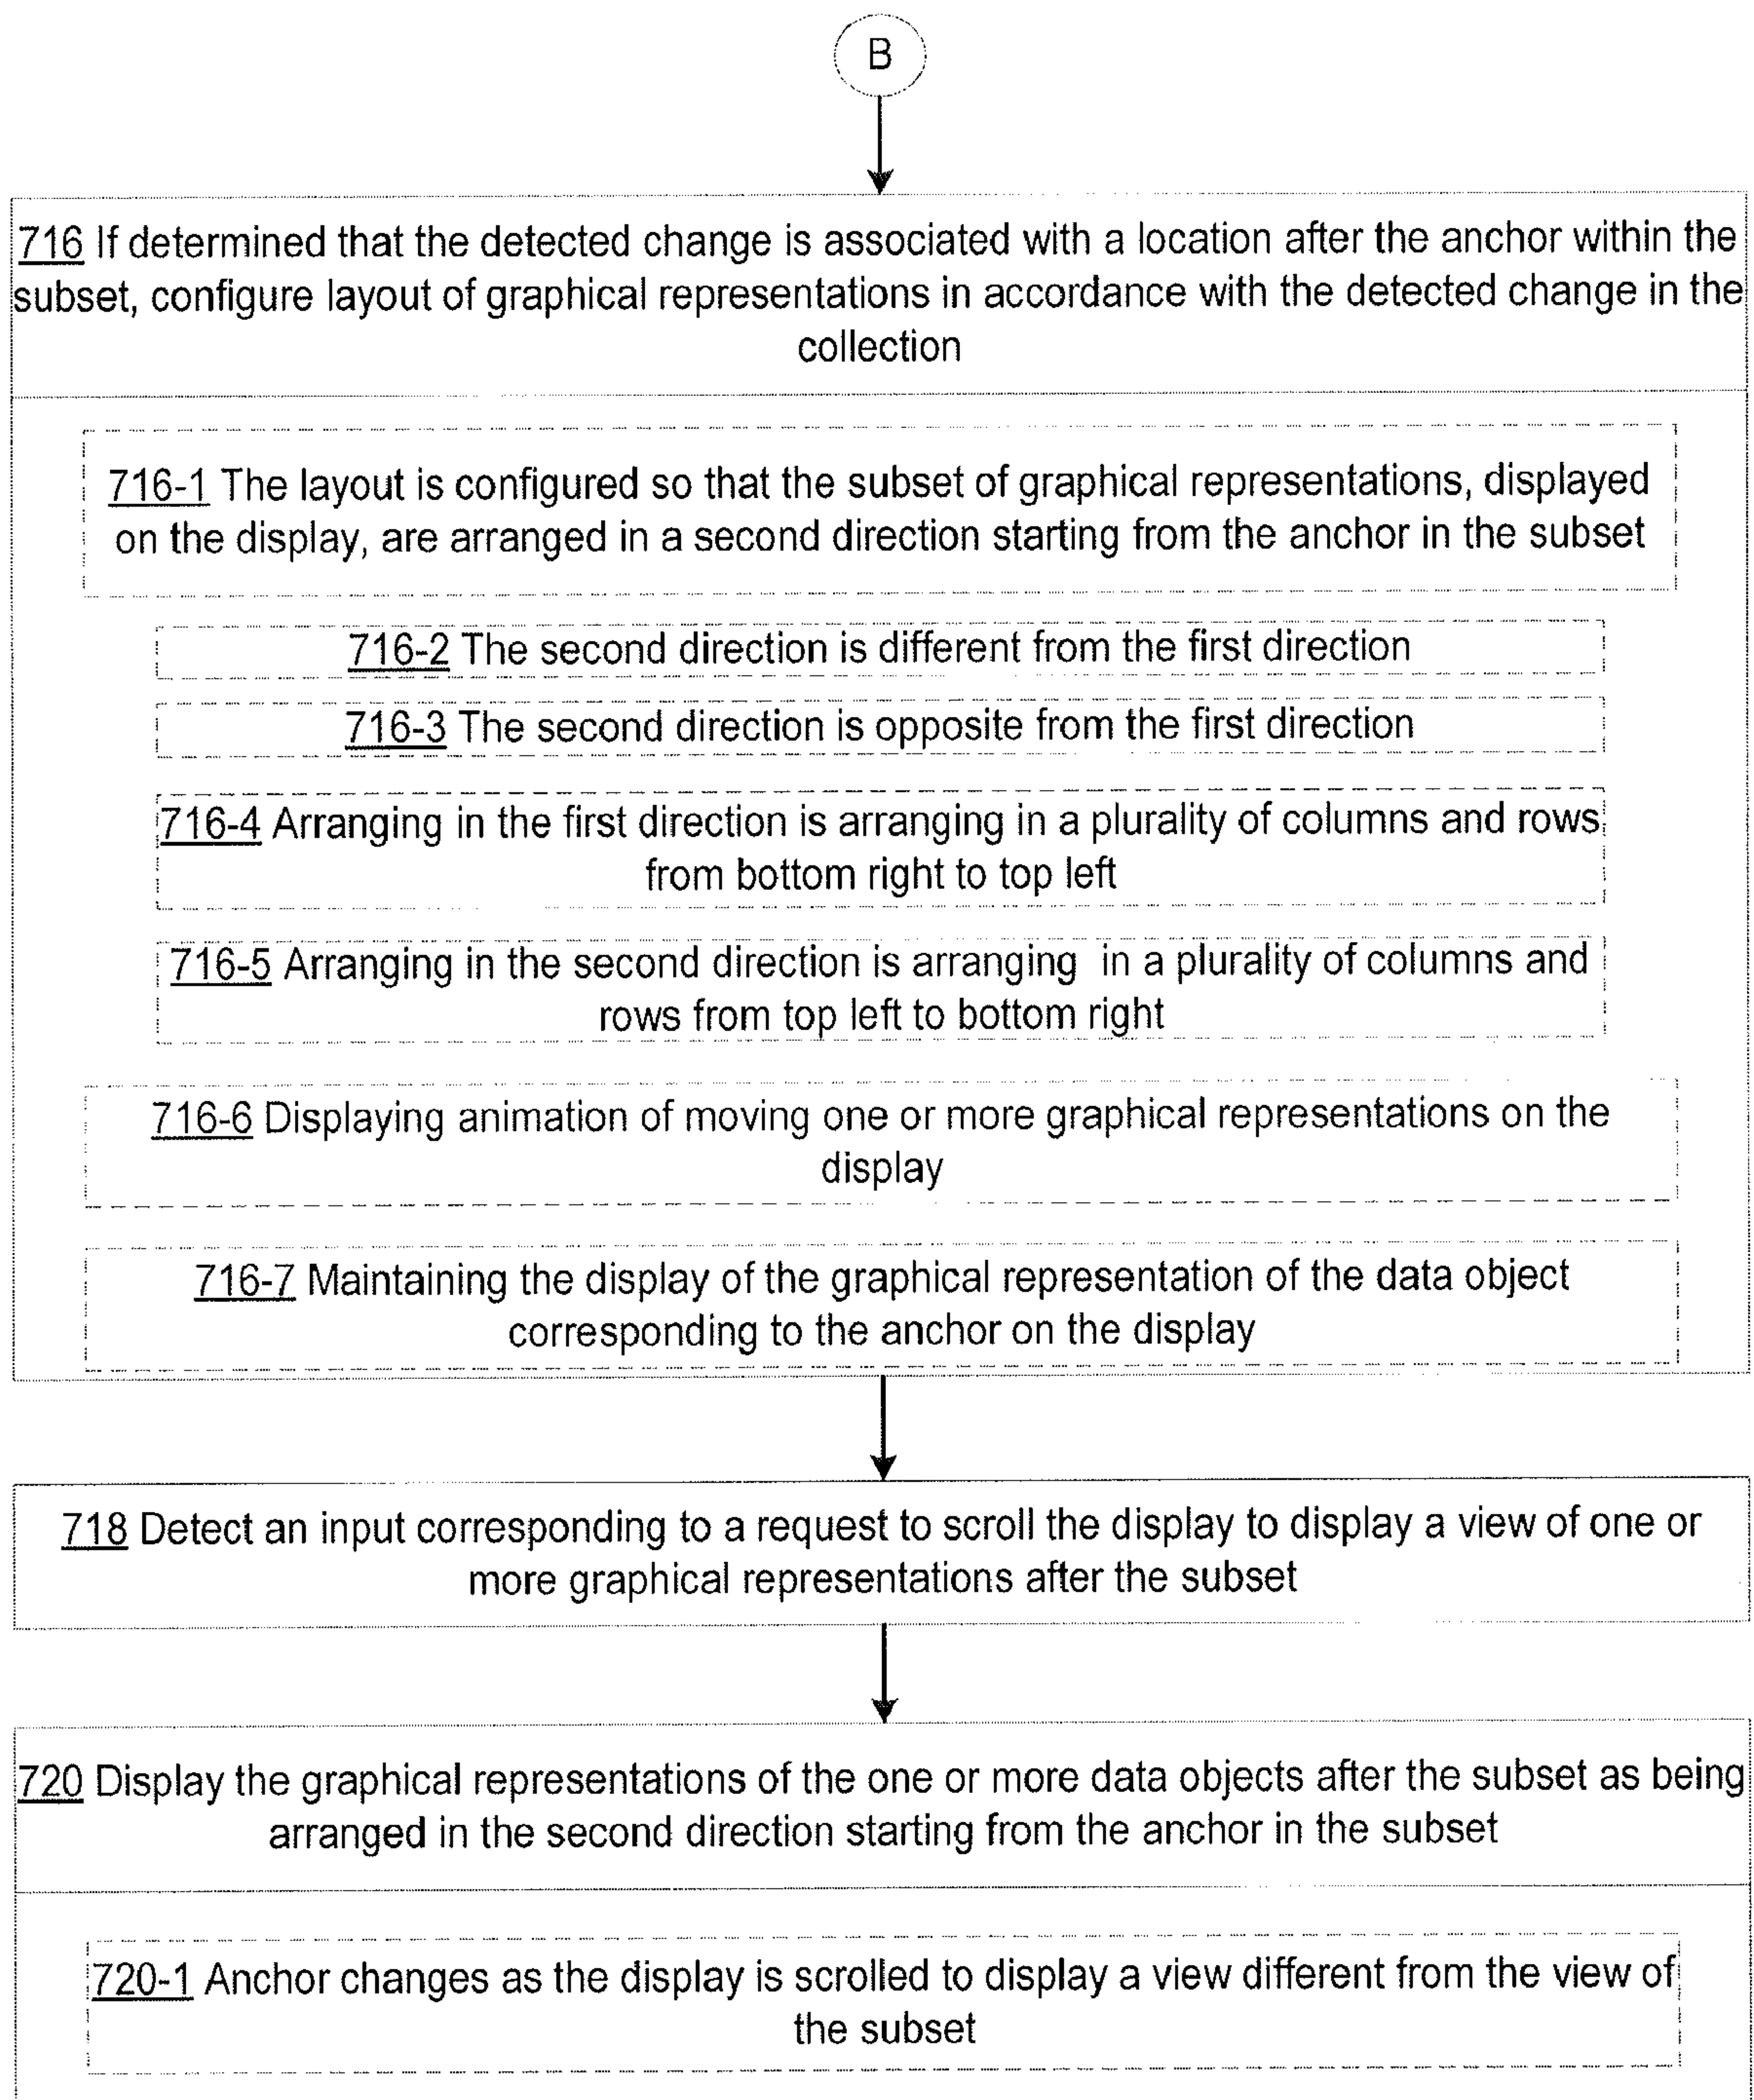 B
716 If determined that the detected change is associated with a location after the anchor within the
subset, configure layout of graphical representations in accordance with the detected change in the
collection
716-1 The layout is configured so that the subset of graphical representations, displayed
on the display, are arranged in a second direction starting from the anchor in the subset
716-2 The second direction is different from the first direction
716-3 The second direction is opposite from the first direction
716-4 Arranging in the first direction is arranging in a plurality of columns and rows
from bottom right to top left
716-5 Arranging in the second direction is arranging in a plurality of columns and
rows from top left to bottom right
716-6 Displaying animation of moving one or more graphical representations on the
display
716-7 Maintaining the display of the graphical representation of the data object
corresponding to the anchor on the display
718 Detect an input corresponding to a request to scroll the display to display a view of one or
more graphical representations after the subset
720 Display the graphical representations of the one or more data objects after the subset as being
arranged in the second direction starting from the anchor in the subset
720-1 Anchor changes as the display is scrolled to display a view different from the view of
the subset